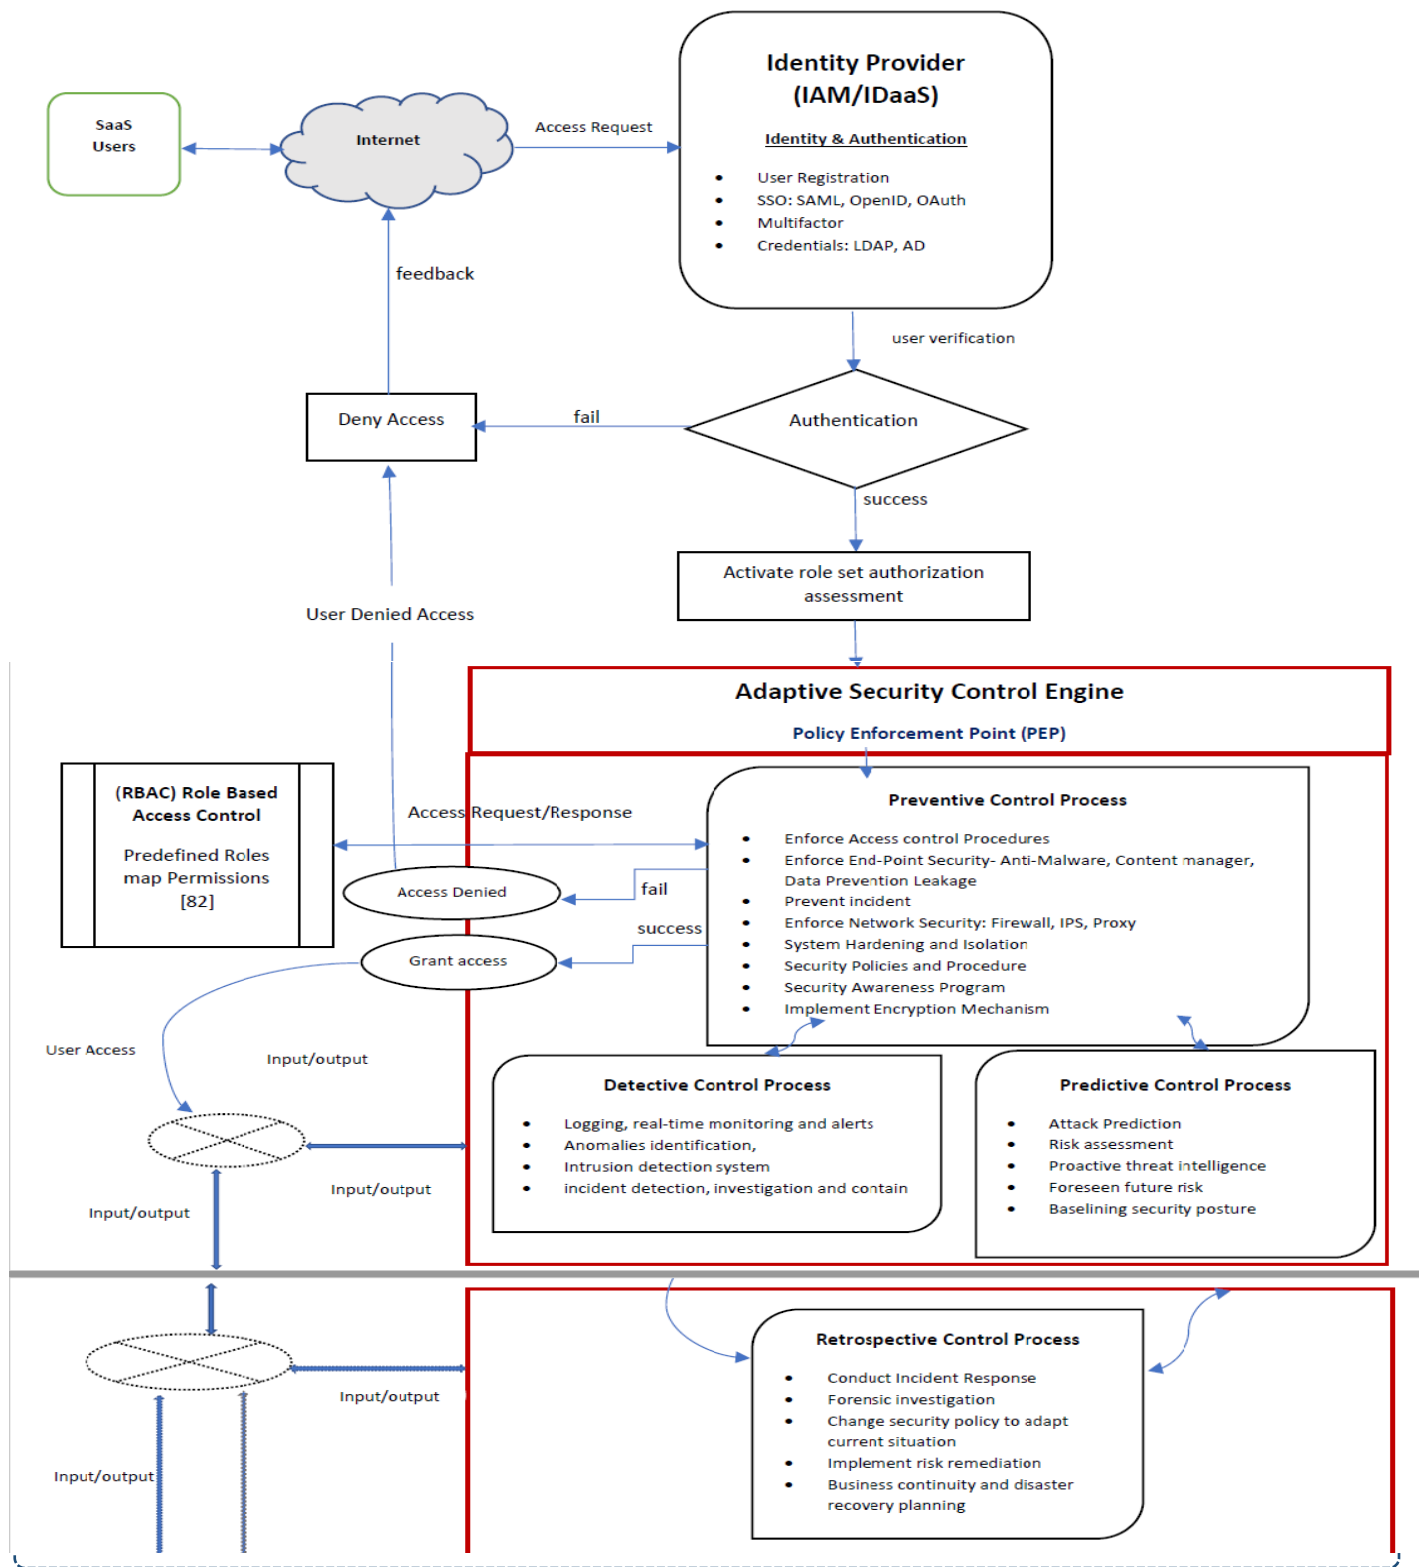 Identity Provider
(IAM/IDaaS)
Identity & Authentication
User Registration
SSO: SAML, OpenID, OAuth
Multifactor
Credentials: LDAP, AD
SaaS
Users
Internet
Access Request
feedback
user verification
Deny Access
fail
Authentication
success
Activate role set authorization
assessment
User Denied Access
Adaptive Security Control Engine
Policy Enforcement Point (PEP)
(RBAC) Role Based
Access Control
Predefined Roles
map Permissions
[82]
Access Request/Response
Preventive Control Process
Enforce Access control Procedures
Enforce End-Point Security- Anti-Malware, Content manager,
Data Prevention Leakage
Prevent incident
Enforce Network Security: Firewall, IPS, Proxy
System Hardening and Isolation
Security Policies and Procedure
Security Awareness Program
Implement Encryption Mechanism
Access Denied
fail
success
Grant access
User Access
Input/output
Input/output
Input/output
Detective Control Process
Logging, real-time monitoring and alerts
Anomalies identification,
Intrusion detection system
incident detection, investigation and contain
Predictive Control Process
Attack Prediction
Risk assessment
Proactive threat intelligence
Foreseen future risk
Baselining security posture
Retrospective Control Process
Conduct Incident Response
Forensic investigation
Change security policy to adapt
current situation
Implement risk remediation
Business continuity and disaster
recovery planning
Input/output
Input/output